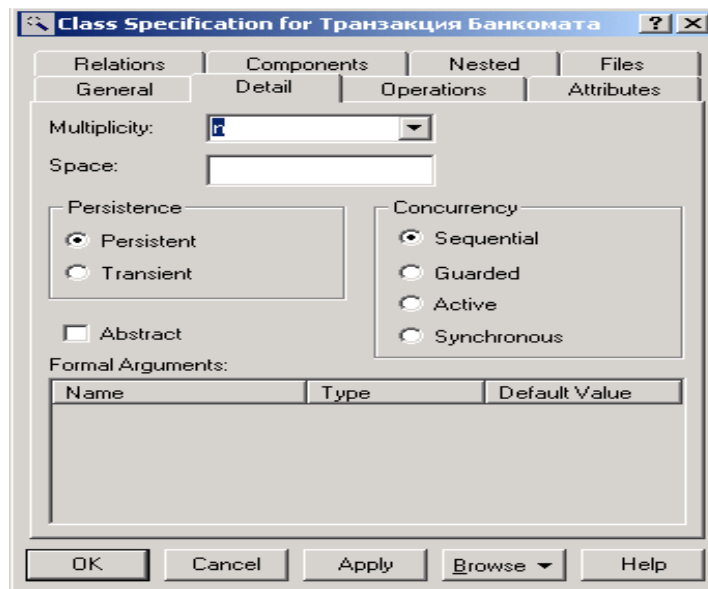 Class Specification for Транзакция Банкомата
Relations Components Nested Files
General Detail Operations Attributes
Multiplicity: n
Space:
Persistence
Persistent
Transient
Concurrency
Sequential
Guarded
Active
Synchronous
Abstract
Formal Arguments:
Name Type Default Value
OK Cancel Apply Browse Help